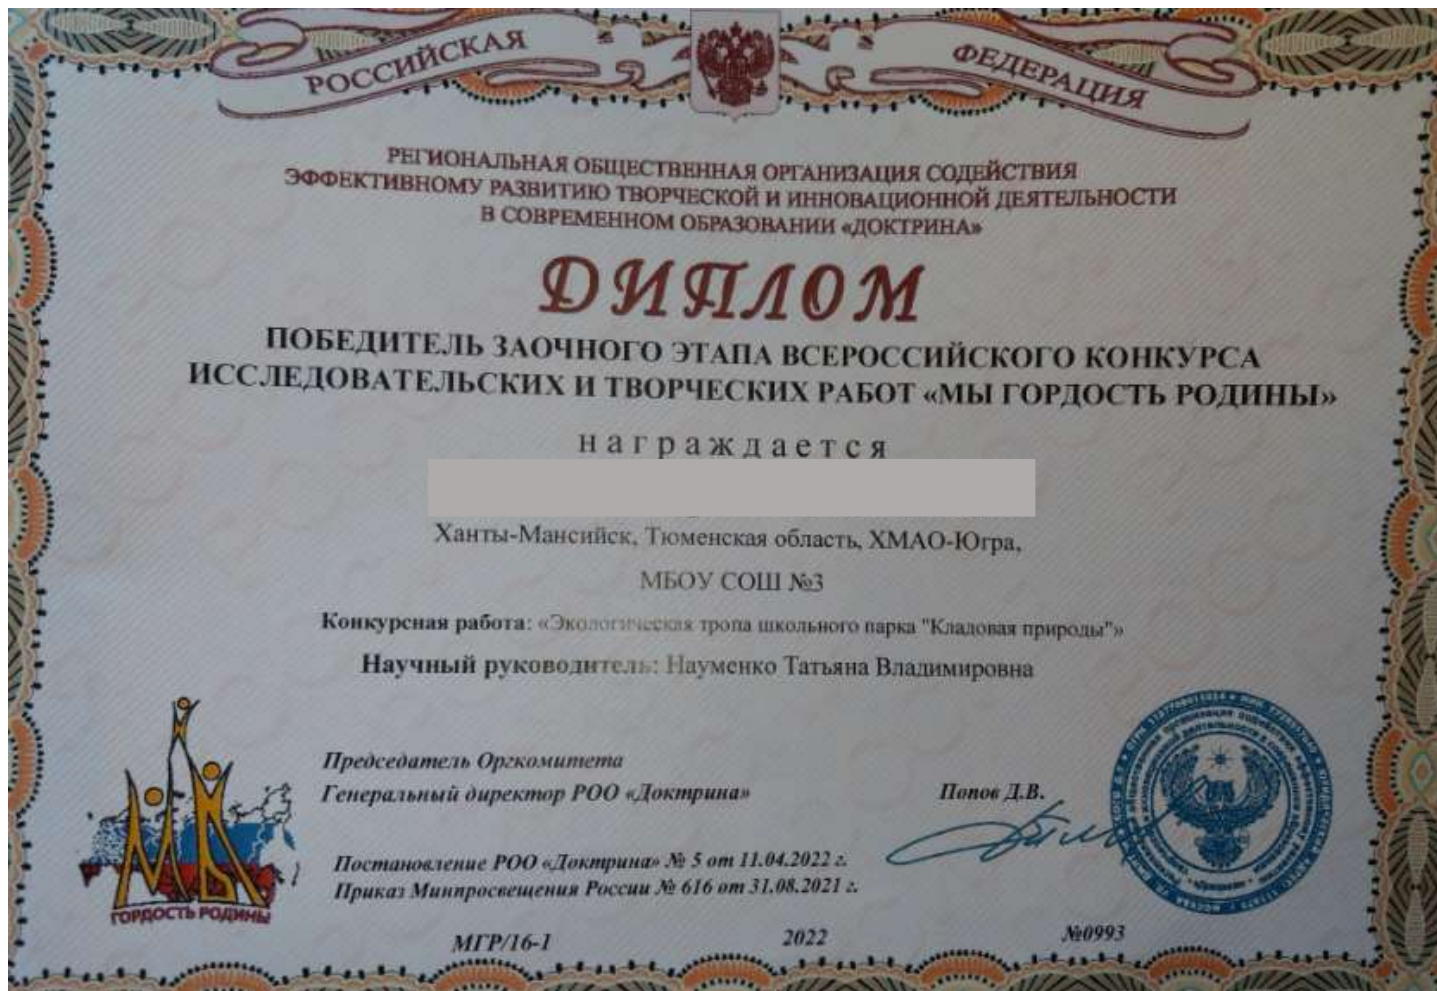 РОССИЙСКАЯ ФЕДЕРАЦИЯ
РЕГИОНАЛЬНАЯ ОБЩЕСТВЕННАЯ ОРГАНИЗАЦИЯ СОДЕЙСТВИЯ
ЭФФЕКТИВНОМУ РАЗВИТИЮ ТВОРЧЕСКОЙ И ИННОВАЦИОННОЙ ДЕЯТЕЛЬНОСТИ
В СОВРЕМЕННОМ ОБРАЗОВАНИИ «ДОКТРИНА»
ДИПЛОМ
ПОБЕДИТЕЛЬ ЗАОЧНОГО ЭТАПА ВСЕРОССИЙСКОГО КОНКУРСА
ИССЛЕДОВАТЕЛЬСКИХ И ТВОРЧЕСКИХ РАБОТ «МЫ ГОРДОСТЬ РОДИНЫ»
награждается
Ханты-Мансийск, Тюменская область, ХМАО-Югра,
МБОУ СОШ №3
Конкурсная работа: «Экологическая тропа школьного парка "Кладовая природы"»
Научный руководитель: Науменко Татьяна Владимировна
Председатель Оргкомитета
Генеральный директор РОО «Доктрина» Попов Д.В.
Постановление РОО «Доктрина» № 5 от 11.04.2022 г.
Приказ Минпросвещения России № 616 от 31.08.2021 г.
МЫ
ГОРДОСТЬ РОДИНЫ
МГР/16-1 2022 №0993